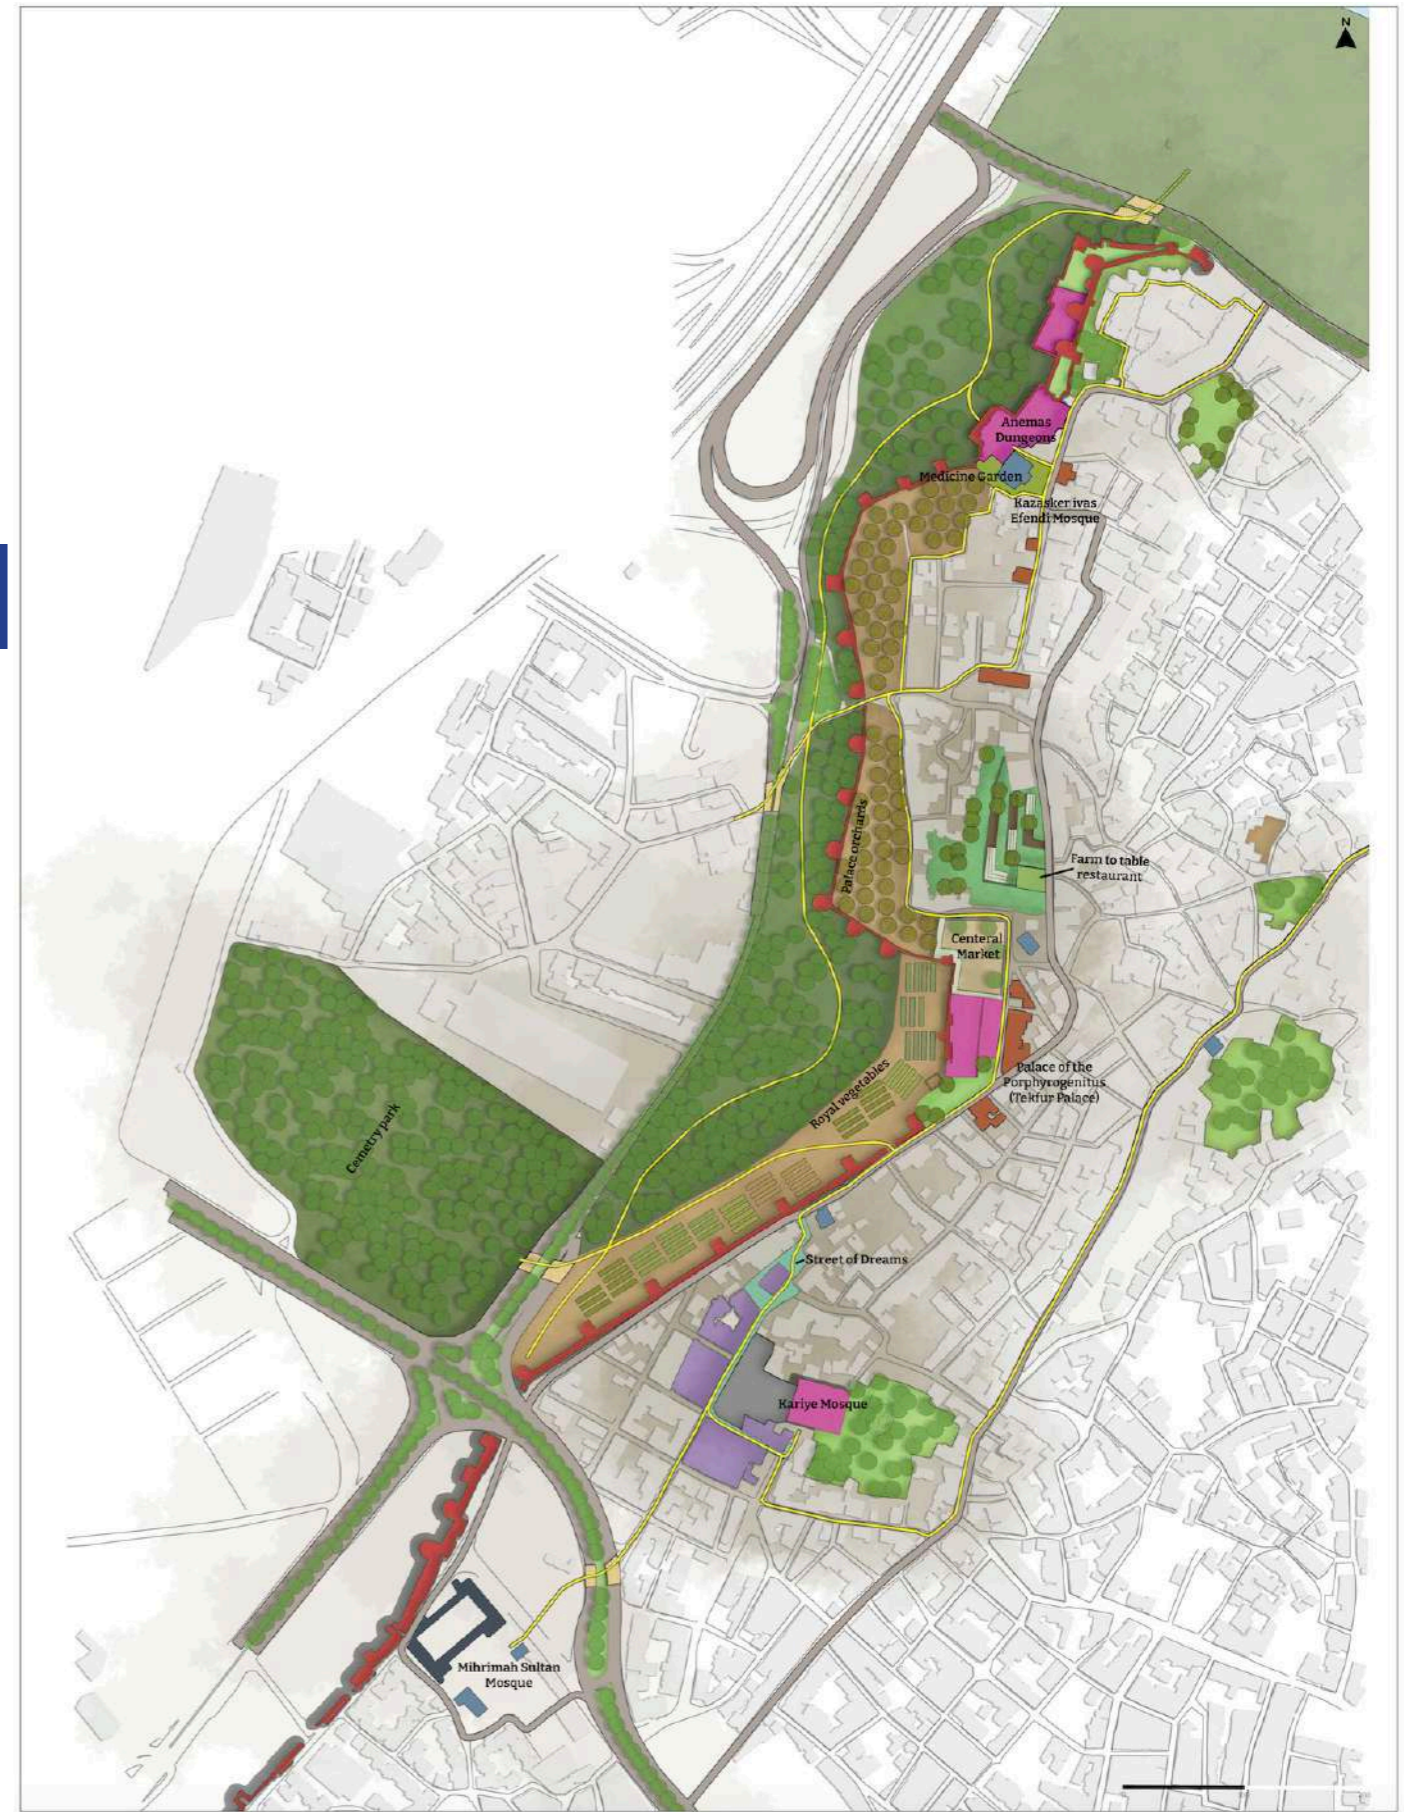 N
Anemas
Dungeons
Medicine Garden
Kazasker ivas
Efendi Mosque
Palace orchards
Farm to table
restaurant
Centeral
Market
Palace of the
Porphyrogenitus
(Tekfur Palace)
Royal vegetables
Cemetry park
Street of Dreams
Kariye Mosque
Mihrimah Sultan
Mosque